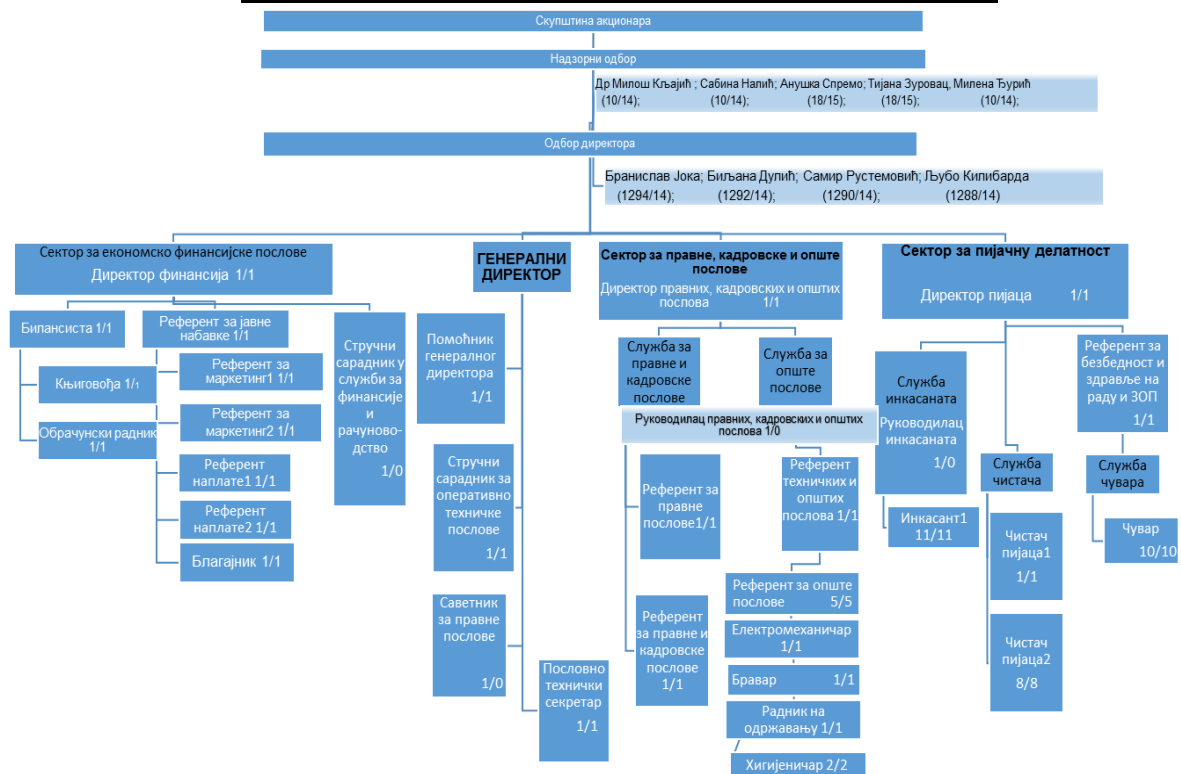 Скупштина акционара
Надзорни одбор
Др Милош Кљајић ; Сабина Налић; Анушка Спремо; Тијана Зуровац, Милена Ђурић
(10/14); (10/14); (18/15); (18/15); (10/14);
Одбор директора
Бранислав Јока; Биљана Дулић; Самир Рустемовић; Љубо Килибарда
(1294/14); (1292/14); (1290/14); (1288/14)
Сектор за економско финансијске послове
Директор финансија 1/1
Бипансиста 1/1
Књиговођа 1/1
Обрачунски радник
1/1
Референт за јавне
набавке 1/1
Референт за
маркетинг1 1/1
Референт за
маркетинг2 1/1
Референт
наплате1 1/1
Референт
наплате2 1/1
Благајник 1/1
Стручни
сарадник у
служби за
финансије
и
рачуново-
дство
1/0
ГЕНЕРАЛНИ
ДИРЕКТОР
Помоћник
генералног
директора
1/1
Стручни
сарадник за
оперативно
техничке
послове
1/1
Саветник
за правне
послове
1/0
Пословно
технички
секретар
1/1
Сектор за правне, кадровске и опште
послове
Директор правних, кадровских и општих
послова 1/1
Служба за
правне и
кадровске
послове
Служба за
опште
послове
Руководилац правних, кадровских и општих
послова 1/0
Референт за
правне
послове1/1
Референт
за правне и
кадровске
послове
1/1
Референт
техничких и
општих
послова 1/1
Референт за опште
послове 5/5
Електромеханичар
1/1
Бравар 1/1
Радник на
одржавању 1/1
Хигијеничар 2/2
Сектор за пијачну делатност
Директор пијаца 1/1
Служба
инкасаната
Руководилац
инкасаната
1/0
Инкасант1
11/11
Служба
чистача
Чистач
пијаца1
1/1
Чистач
пијаца2
8/8
Референт за
безбедност и
здравље на
раду и ЗОП
1/1
Служба
чувара
Чувар
10/10